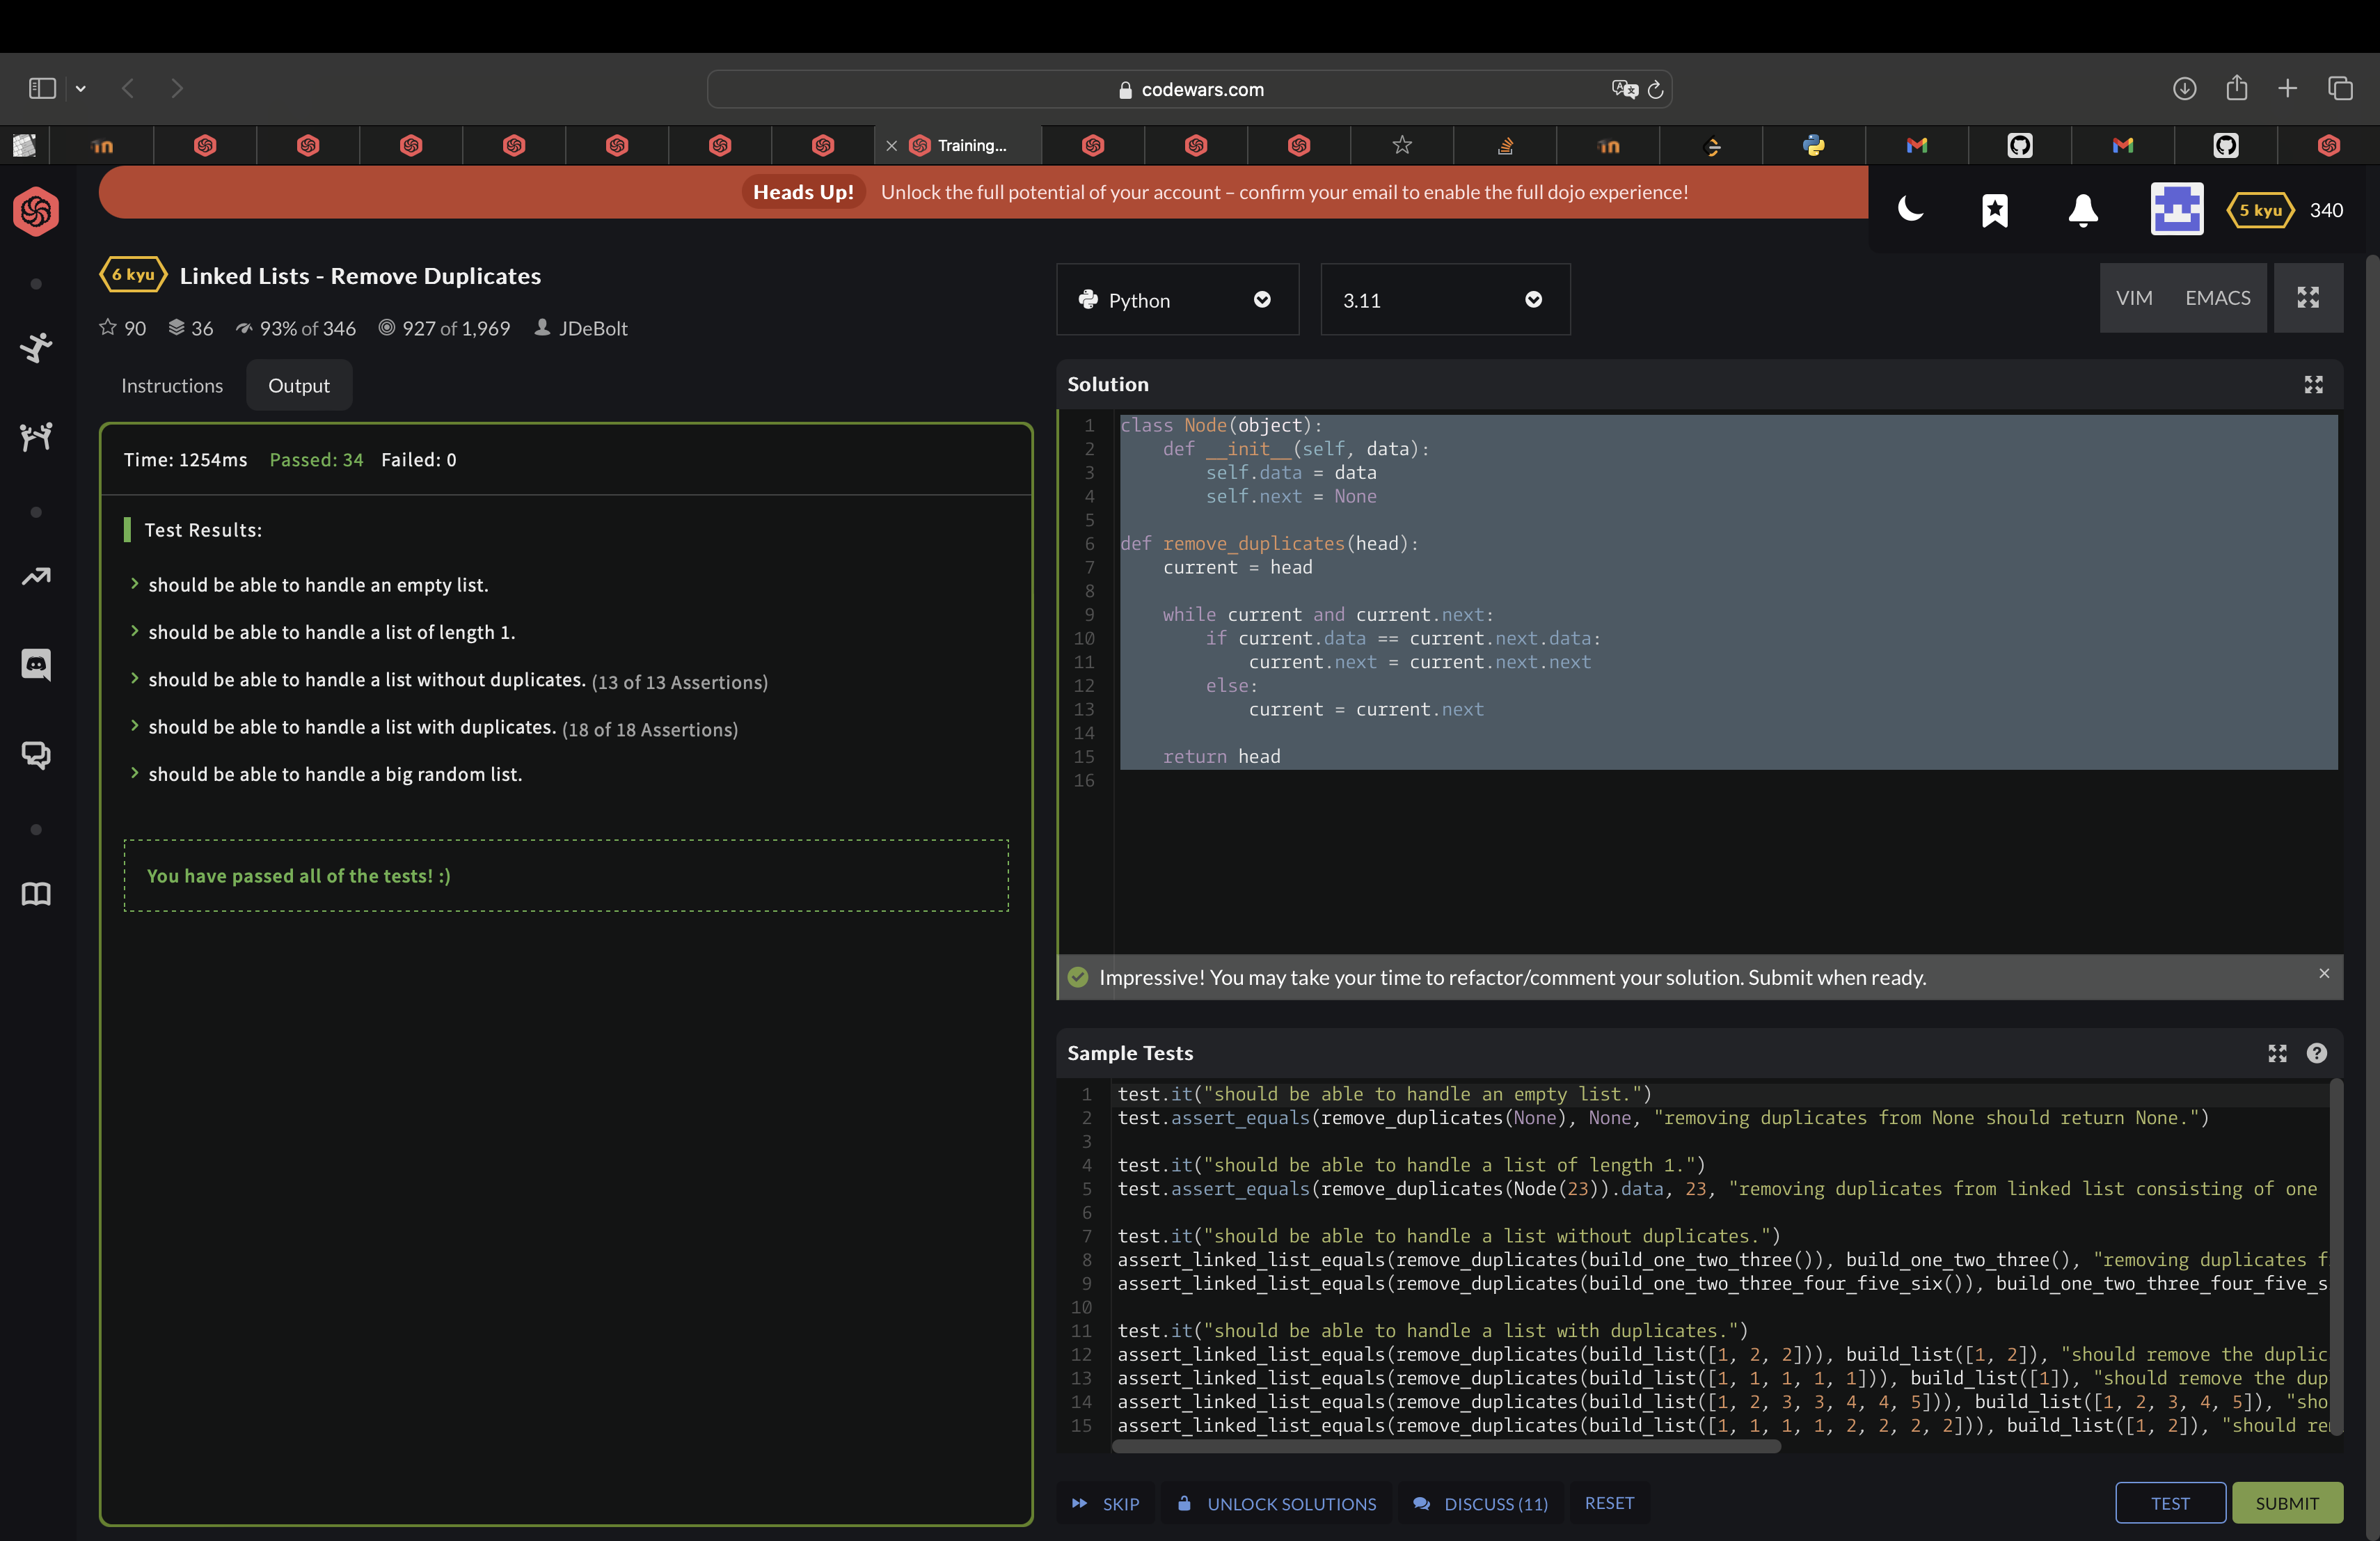 codewars.com
Training...
Heads Up! Unlock the full potential of your account – confirm your email to enable the full dojo experience!
5 kyu 340
6 kyu Linked Lists - Remove Duplicates
90 36 93% of 346 927 of 1,969 JDeBolt
Instructions Output
Time: 1254ms Passed: 34 Failed: 0
Test Results:
should be able to handle an empty list.
should be able to handle a list of length 1.
should be able to handle a list without duplicates. (13 of 13 Assertions)
should be able to handle a list with duplicates. (18 of 18 Assertions)
should be able to handle a big random list.
You have passed all of the tests! :)
Python 3.11 VIM EMACS
Solution
1 class Node(object):
2     def __init__(self, data):
3         self.data = data
4         self.next = None
5
6 def remove_duplicates(head):
7     current = head
8
9     while current and current.next:
10         if current.data == current.next.data:
11             current.next = current.next.next
12         else:
13             current = current.next
14
15     return head
16
Impressive! You may take your time to refactor/comment your solution. Submit when ready.
Sample Tests
1 test.it("should be able to handle an empty list.")
2 test.assert_equals(remove_duplicates(None), None, "removing duplicates from None should return None.")
3
4 test.it("should be able to handle a list of length 1.")
5 test.assert_equals(remove_duplicates(Node(23)).data, 23, "removing duplicates from linked list consisting of one
6
7 test.it("should be able to handle a list without duplicates.")
8 assert_linked_list_equals(remove_duplicates(build_one_two_three()), build_one_two_three(), "removing duplicates f
9 assert_linked_list_equals(remove_duplicates(build_one_two_three_four_five_six()), build_one_two_three_four_five_s
10
11 test.it("should be able to handle a list with duplicates.")
12 assert_linked_list_equals(remove_duplicates(build_list([1, 2, 2])), build_list([1, 2]), "should remove the duplic
13 assert_linked_list_equals(remove_duplicates(build_list([1, 1, 1, 1, 1])), build_list([1]), "should remove the dup
14 assert_linked_list_equals(remove_duplicates(build_list([1, 2, 3, 3, 4, 4, 5])), build_list([1, 2, 3, 4, 5]), "sho
15 assert_linked_list_equals(remove_duplicates(build_list([1, 1, 1, 1, 2, 2, 2, 2])), build_list([1, 2]), "should re
SKIP UNLOCK SOLUTIONS DISCUSS (11) RESET TEST SUBMIT